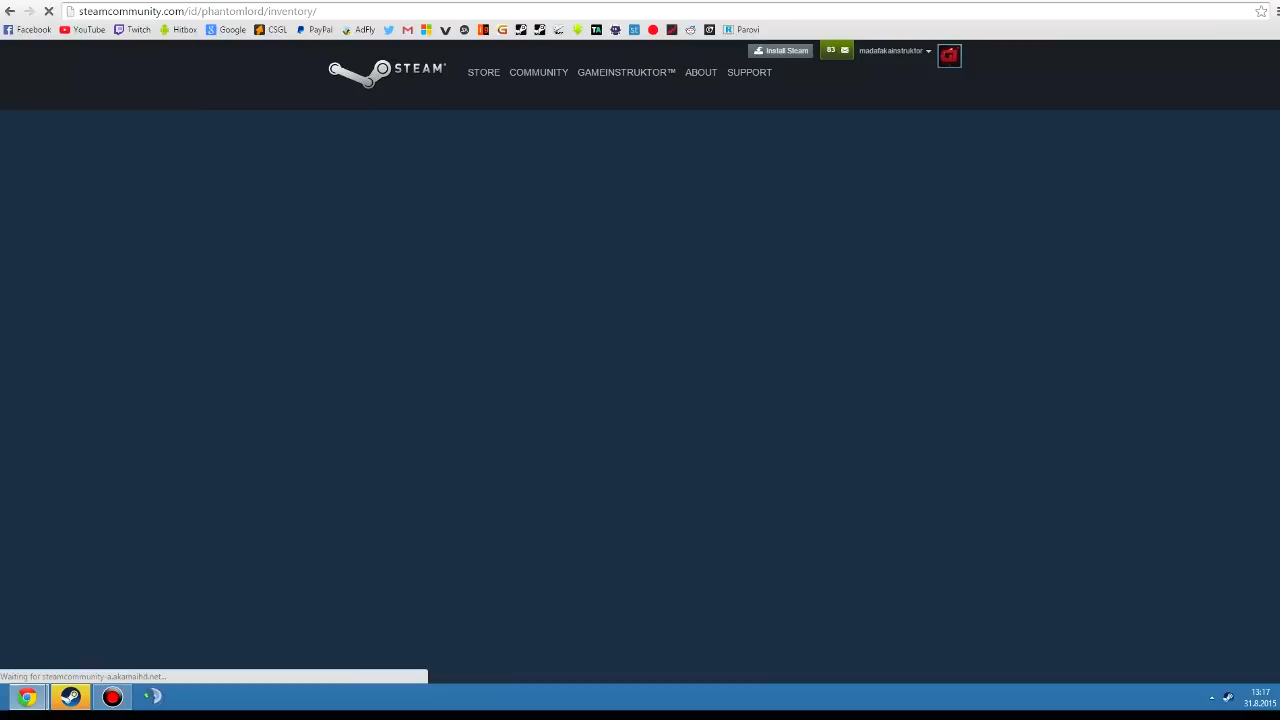 steamcommunity.com/id/phantomlord/inventory/
Facebook YouTube Twitch Hitbox Google CSGL PayPal AdFly Parovi
Install Steam 83 madafakainstruktor
STEAM STORE COMMUNITY GAMEINSTRUKTOR™ ABOUT SUPPORT
Waiting for steamcommunity-a.akamaihd.net...
13:17
31.8.2015